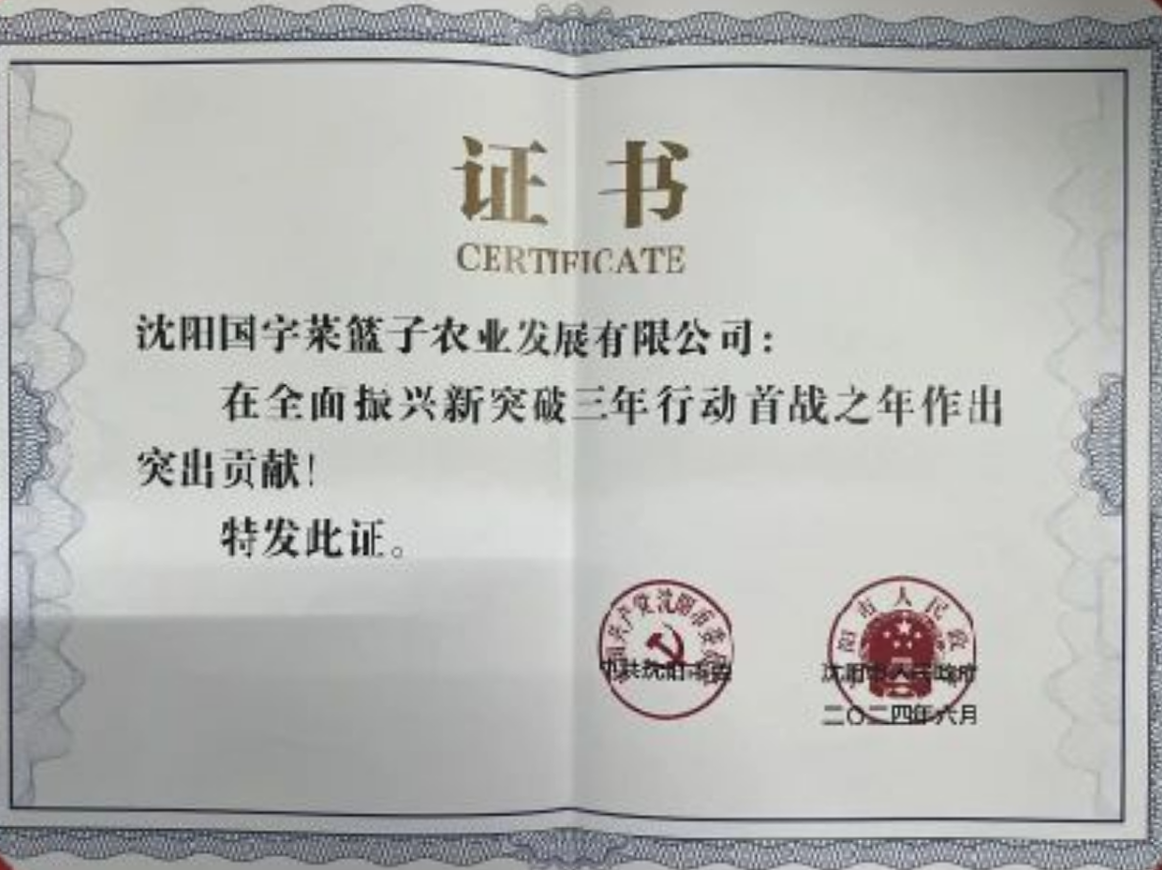 证书
CERTIFICATE
沈阳国字菜篮子农业发展有限公司：
在全面振兴新突破三年行动首战之年作出
突出贡献！
特发此证。
中共沈阳市委
沈阳市人民政府
二〇二四年六月